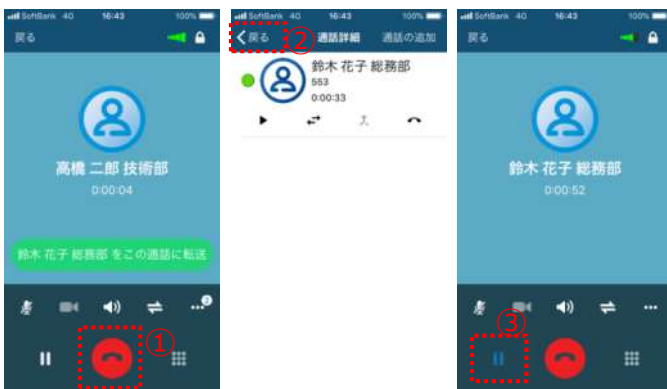 SoftBank 4G 16:43 100%
戻る
高橋 二郎 技術部
0:00:04
鈴木 花子 総務部 をこの通話に転送
2
①
SoftBank 4G 16:43 100%
戻る ② 通話詳細 通話の追加
鈴木 花子 総務部
553
0:00:33
SoftBank 4G 16:43 100%
戻る
鈴木 花子 総務部
0:00:52
③